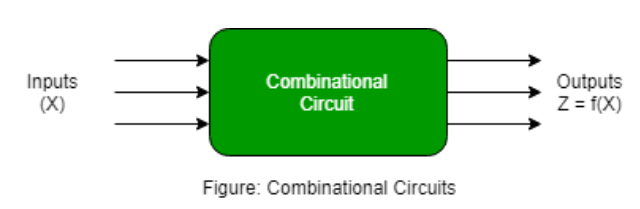 Inputs
(X)
Combinational
Circuit
Outputs
Z = f(X)
Figure: Combinational Circuits